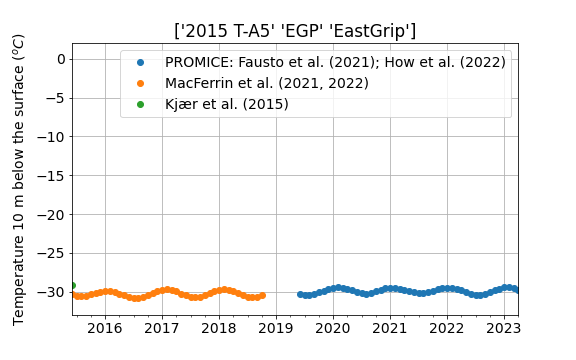 ['2015 T-A5' 'EGP' 'EastGrip']
PROMICE: Fausto et al. (2021); How et al. (2022)
MacFerrin et al. (2021, 2022)
Kjær et al. (2015)
Temperature 10 m below the surface (°C)
0
−5
−10
−15
−20
−25
−30
2016 2017 2018 2019 2020 2021 2022 2023